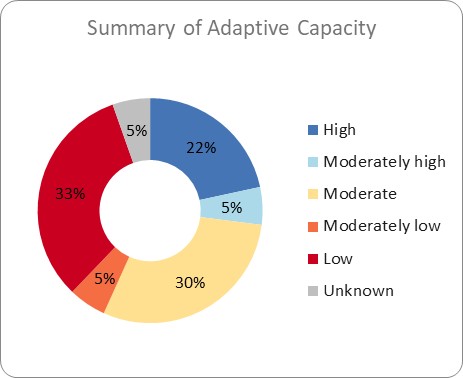 Summary of Adaptive Capacity
5%
22%
33%
5%
5%
30%
High
Moderately high
Moderate
Moderately low
Low
Unknown